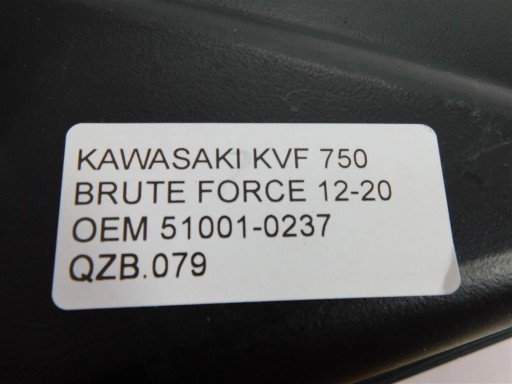 KAWASAKI KVF 750
BRUTE FORCE 12-20
OEM 51001-0237
QZB.079